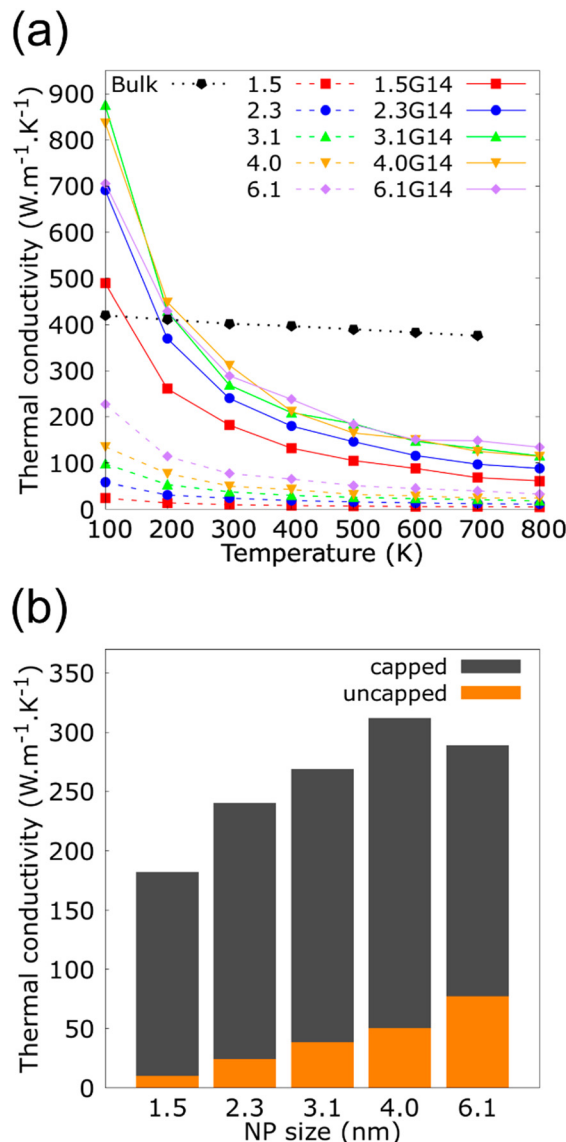 (a)
Bulk 1.5 1.5G14
2.3 2.3G14
3.1 3.1G14
4.0 4.0G14
6.1 6.1G14
900
800
700
600
500
400
300
200
100
0
Thermal conductivity (W.m⁻¹.K⁻¹)
100 200 300 400 500 600 700 800
Temperature (K)
(b)
capped
uncapped
350
300
250
200
150
100
50
0
Thermal conductivity (W.m⁻¹.K⁻¹)
1.5 2.3 3.1 4.0 6.1
NP size (nm)